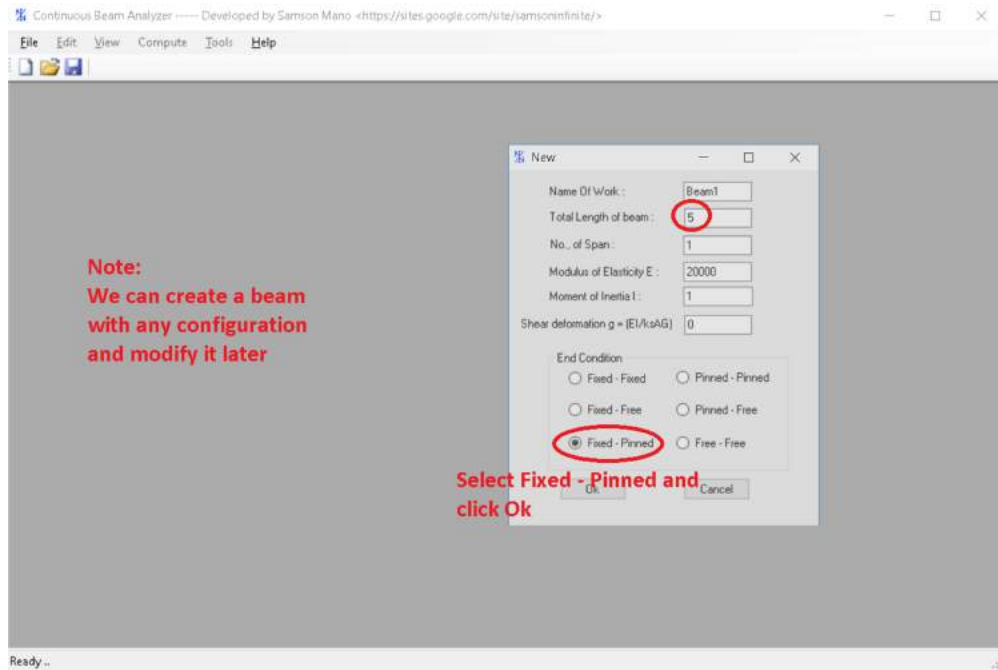 Continuous Beam Analyzer ----- Developed by Samson Mano <https://sites.google.com/site/samsoninfinite/>
File Edit View Compute Tools Help
New
Name Of Work :
Beam1
Total Length of beam :
5
No., of Span :
1
Modulus of Elasticity E :
20000
Moment of Inertia I :
1
Shear deformation g = (EI/ksAG)
0
End Condition
Fixed - Fixed
Pinned - Pinned
Fixed - Free
Pinned - Free
Fixed - Pinned
Free - Free
Ok
Cancel
Note:
We can create a beam
with any configuration
and modify it later
Select Fixed - Pinned and
click Ok
Ready ..